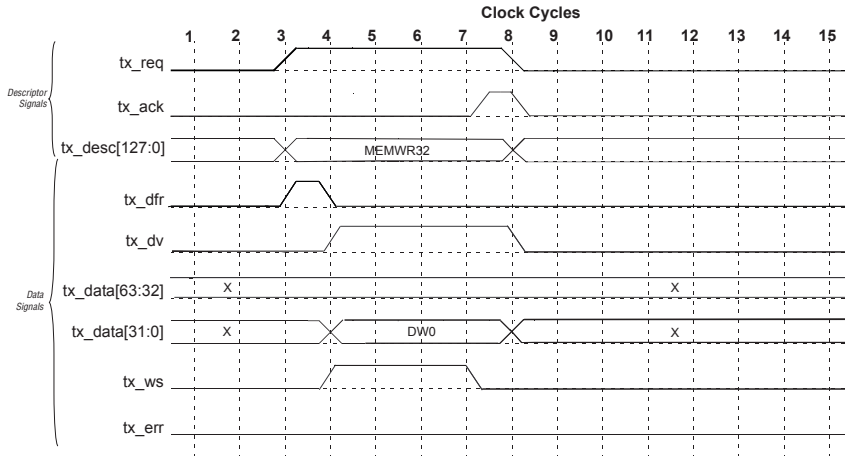 Clock Cycles
1 2 3 4 5 6 7 8 9 10 11 12 13 14 15
Descriptor
Signals
tx_req
tx_ack
tx_desc[127:0] MEMWR32
Data
Signals
tx_dfr
tx_dv
tx_data[63:32] X X
tx_data[31:0] X DW0 X
tx_ws
tx_err